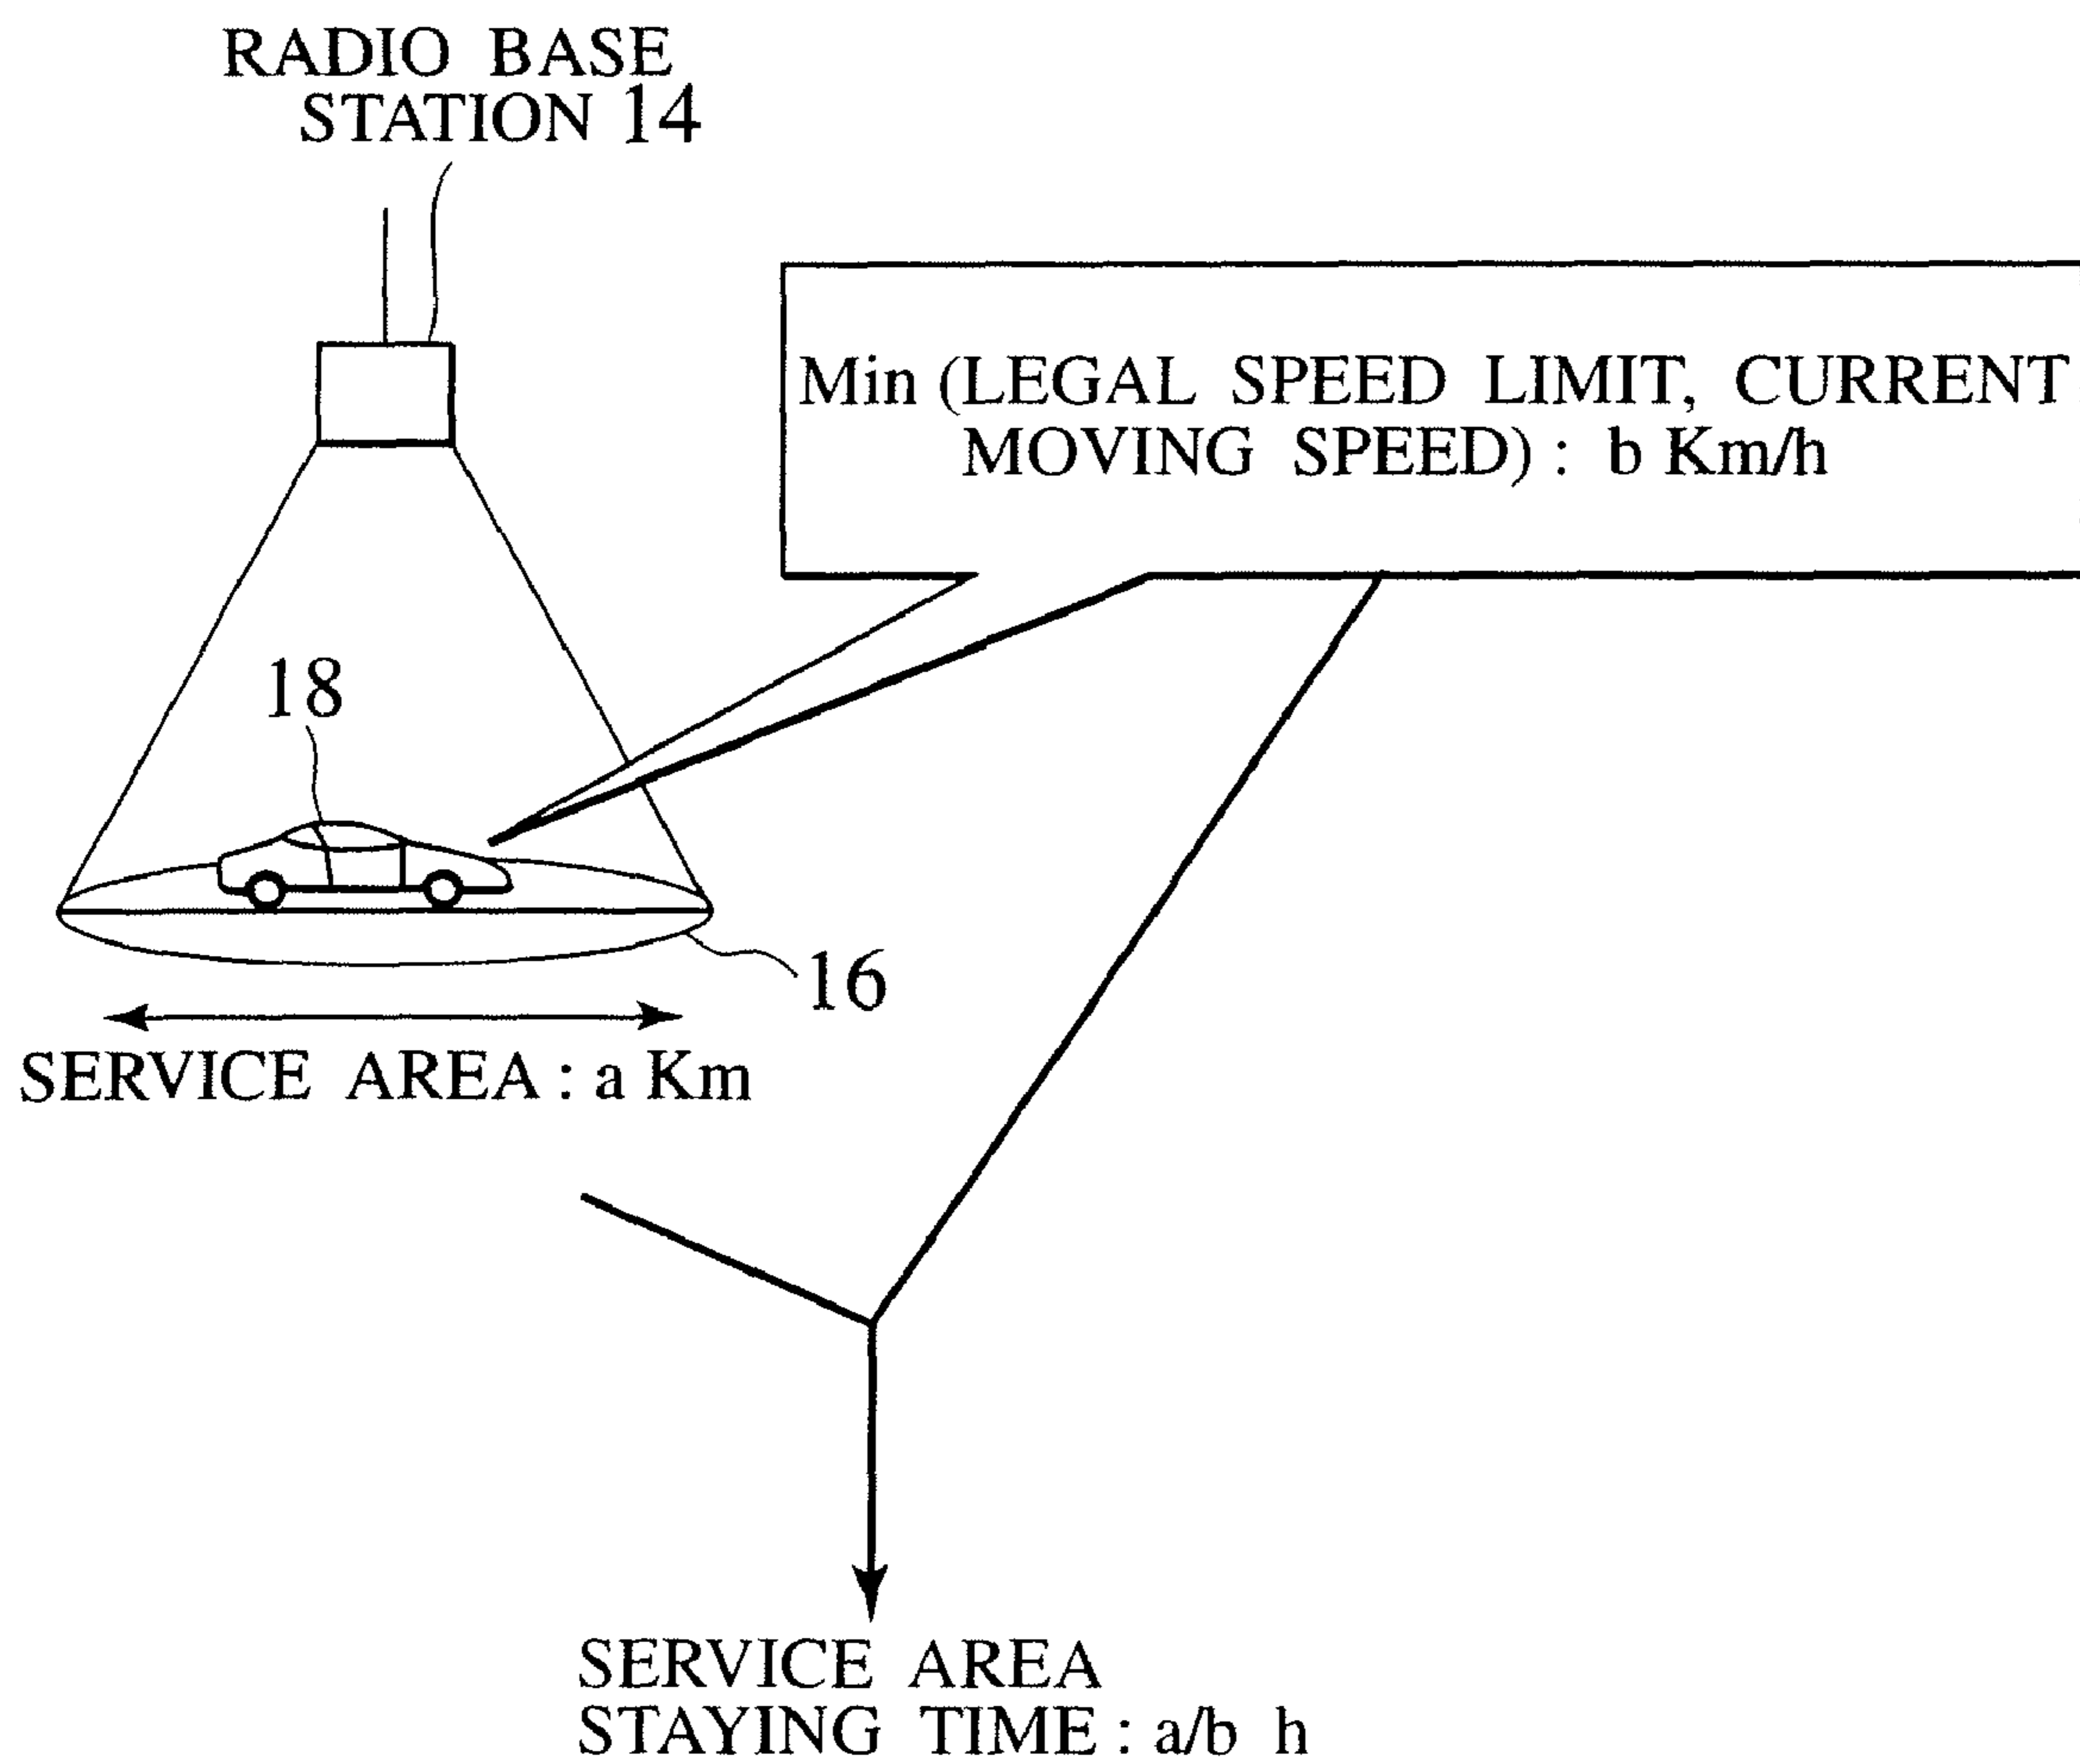 RADIO BASE
STATION 14
Min (LEGAL SPEED LIMIT, CURRENT
MOVING SPEED) : b Km/h
18
16
SERVICE AREA : a Km
SERVICE AREA
STAYING TIME : a/b h